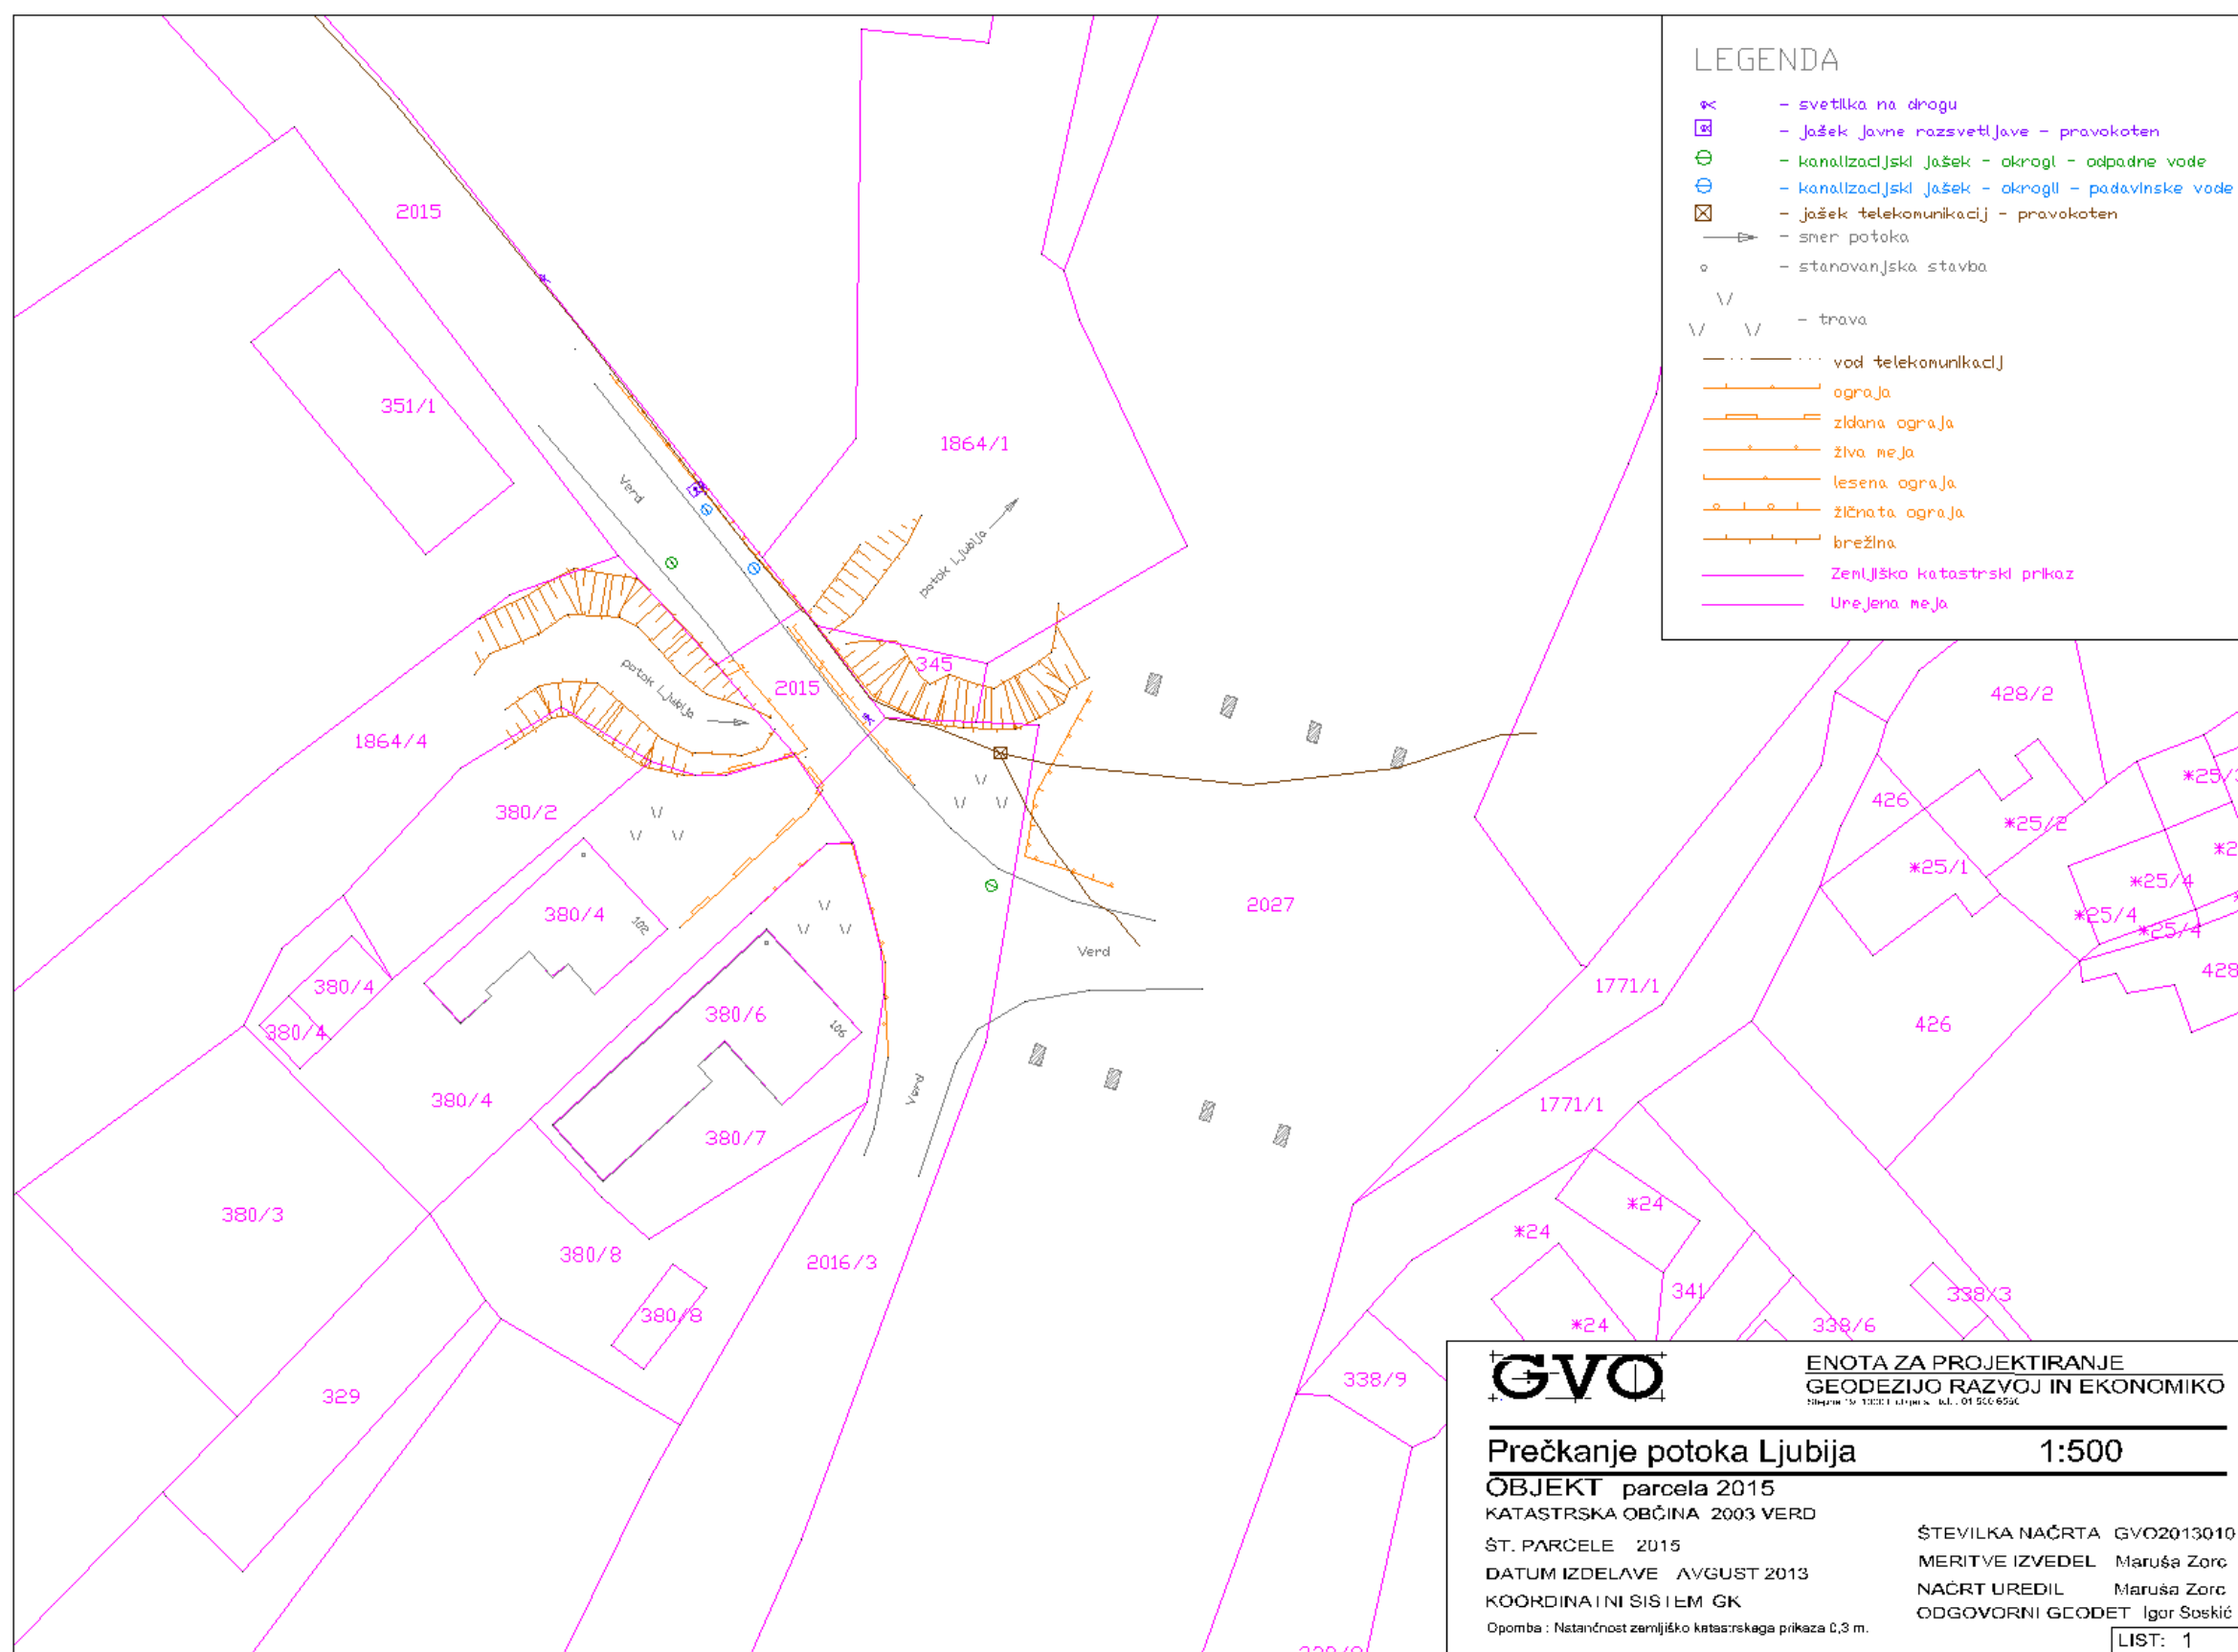 LEGENDA
- svetilka na drogu
- jašek javne razsvetljave - pravokoten
- kanalizacijski jašek - okrogl - odpadne vode
- kanalizacijski jašek - okrogli - padavinske vode
- jašek telekomunikacij - pravokoten
- smer potoka
- stanovanjska stavba
- trava
vod telekomunikacij
ograja
zidana ograja
živa meja
lesena ograja
žičnata ograja
brežina
Zemljiško katastrski prikaz
Urejena meja
2015
351/1
1864/1
Verd
potok Ljubija
345
potok Ljubija
2015
1864/4
380/2
428/2
426
*25/2
*25/1
*25/4
*25/4
*25/4
428
380/4
102
2027
Verd
380/4
380/4
380/6
106
1771/1
426
380/4
Verd
1771/1
380/7
380/3
*24
*24
380/8
2016/3
341
338/3
380/8
*24
338/6
329
338/9
GVO
ENOTA ZA PROJEKTIRANJE
GEODEZIJO RAZVOJ IN EKONOMIKO
Prečkanje potoka Ljubija 1:500
OBJEKT parcela 2015
KATASTRSKA OBČINA 2003 VERD
ŠT. PARCELE 2015
DATUM IZDELAVE AVGUST 2013
KOORDINATNI SISTEM GK
Opomba : Natančnost zemljiško katastrskega prikaza 0,3 m.
ŠTEVILKA NAČRTA GVO2013010
MERITVE IZVEDEL Maruša Zorc
NAČRT UREDIL Maruša Zorc
ODGOVORNI GEODET Igor Soskić
LIST: 1